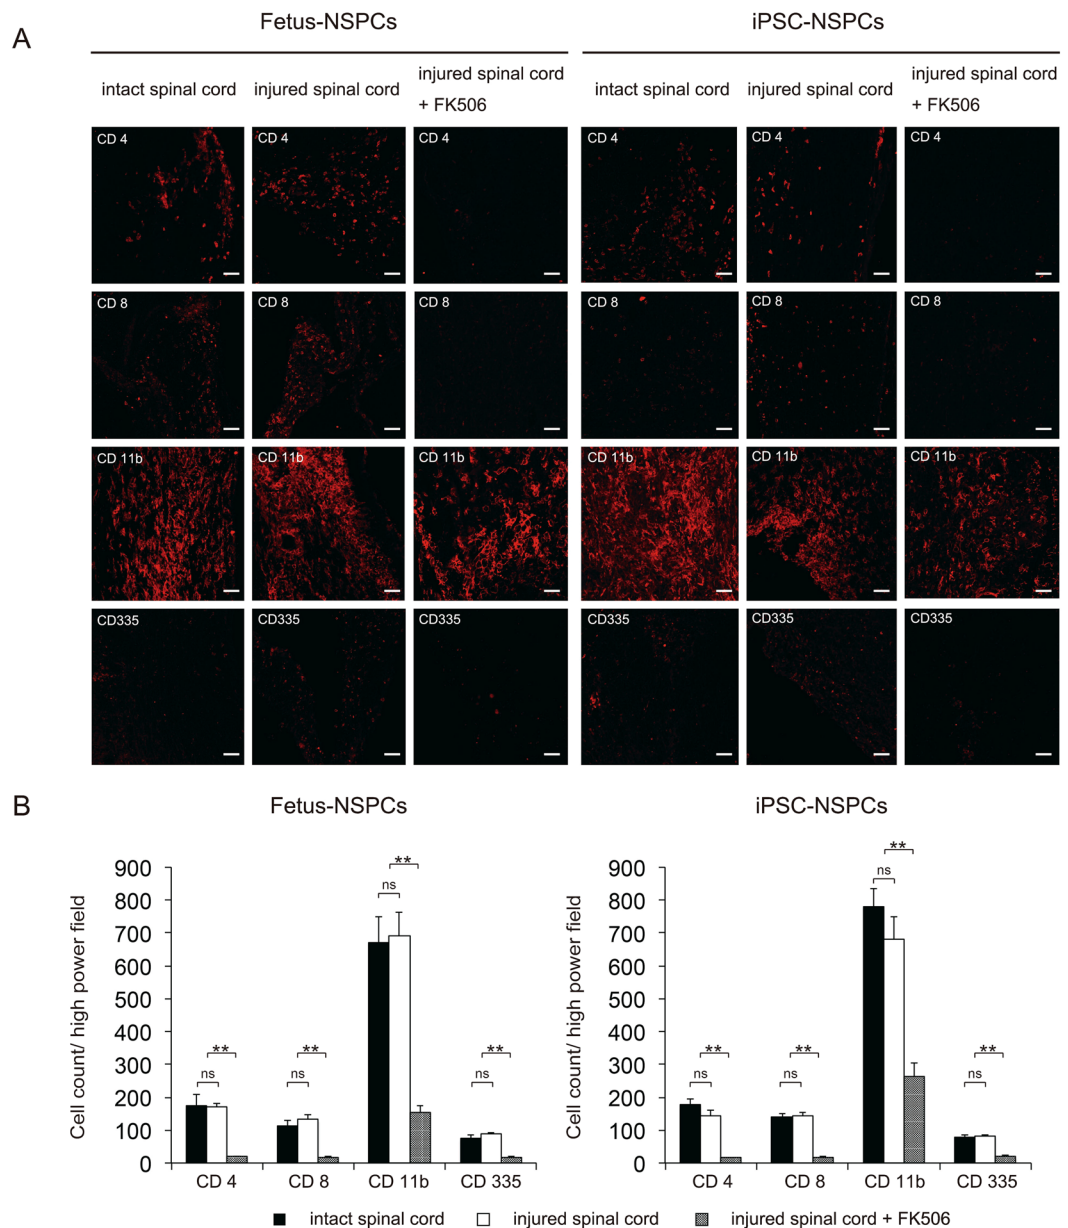 A
Fetus-NSPCs
iPSC-NSPCs
intact spinal cord
injured spinal cord
injured spinal cord
+ FK506
intact spinal cord
injured spinal cord
injured spinal cord
+ FK506
CD 4
CD 4
CD 4
CD 4
CD 4
CD 4
CD 8
CD 8
CD 8
CD 8
CD 8
CD 8
CD 11b
CD 11b
CD 11b
CD 11b
CD 11b
CD 11b
CD335
CD335
CD335
CD335
CD335
CD335
B
Fetus-NSPCs
Cell count/ high power field
900
800
700
600
500
400
300
200
100
0
ns
**
ns
**
ns
**
ns
**
CD 4
CD 8
CD 11b
CD 335
iPSC-NSPCs
Cell count/ high power field
900
800
700
600
500
400
300
200
100
0
ns
**
ns
**
ns
**
ns
**
CD 4
CD 8
CD 11b
CD 335
intact spinal cord
injured spinal cord
injured spinal cord + FK506